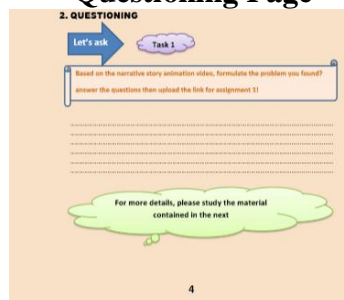 Questioning Page
2. QUESTIONING
Let's ask
Task 1
Based on the narrative story animation video, formulate the problem you found?
answer the questions then upload the link for assignment 1!
For more details, please study the material
contained in the next
4